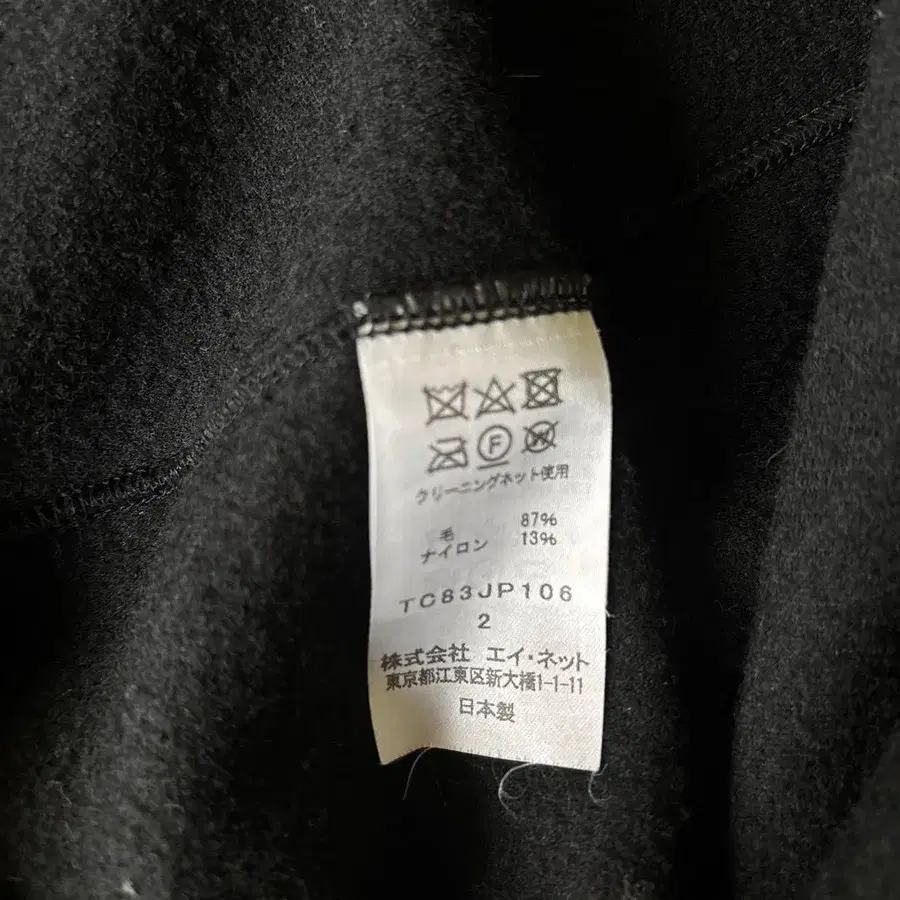 F W
クリーニングネット使用
毛 87%
ナイロン 13%
TC83JP106
2
株式会社 エイ・ネット
東京都江東区新大橋1-1-11
日本製